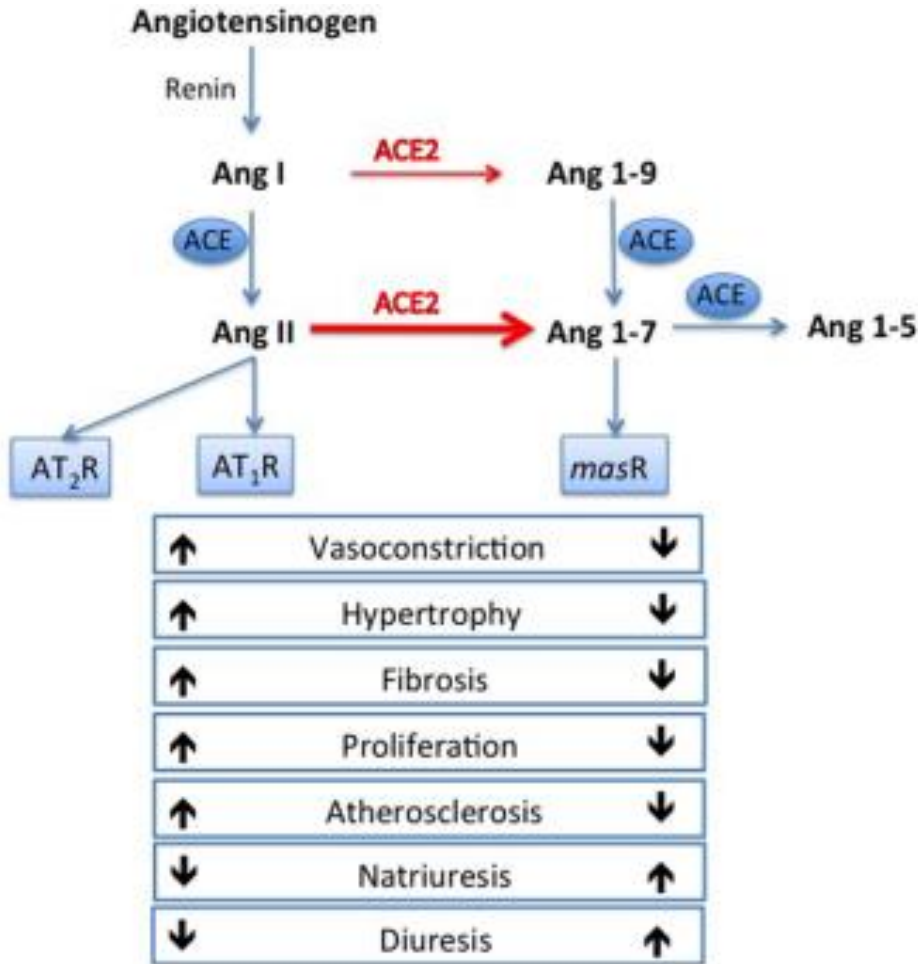 Angiotensinogen
Renin
Ang I
ACE2
Ang 1-9
ACE
ACE
Ang II
ACE2
Ang 1-7
ACE
Ang 1-5
AT₂R
AT₁R
masR
↑ Vasoconstriction ↓
↑ Hypertrophy ↓
↑ Fibrosis ↓
↑ Proliferation ↓
↑ Atherosclerosis ↓
↓ Natriuresis ↑
↓ Diuresis ↑